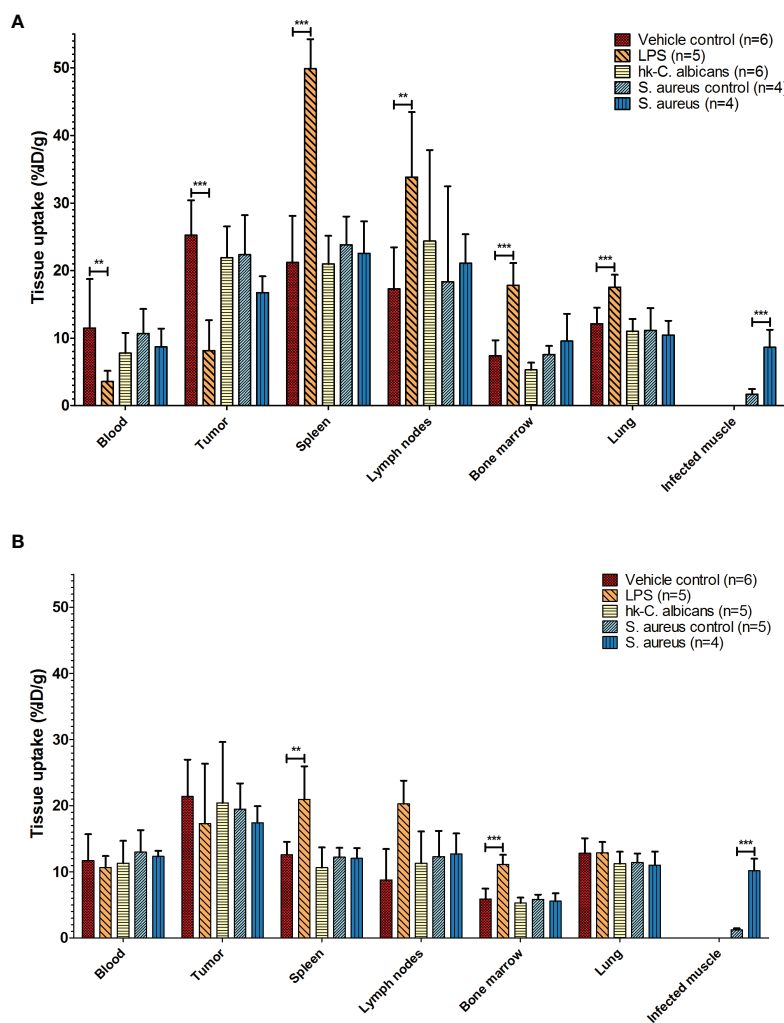 A
Tissue uptake (%ID/g)
50
40
30
20
10
0
***
**
***
***
**
***
***
***
Vehicle control (n=6)
LPS (n=5)
hk-C. albicans (n=6)
S. aureus control (n=4)
S. aureus (n=4)
Blood
Tumor
Spleen
Lymph nodes
Bone marrow
Lung
Infected muscle
B
Tissue uptake (%ID/g)
50
40
30
20
10
0
**
***
***
Vehicle control (n=6)
LPS (n=5)
hk-C. albicans (n=5)
S. aureus control (n=5)
S. aureus (n=4)
Blood
Tumor
Spleen
Lymph nodes
Bone marrow
Lung
Infected muscle